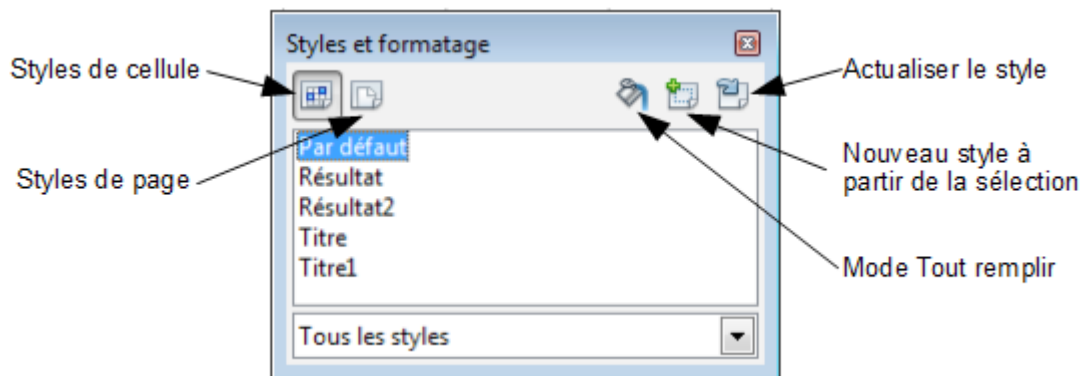 Styles et formatage
Styles de cellule
Actualiser le style
Par défaut
Résultat
Résultat2
Titre
Titre1
Styles de page
Nouveau style à
partir de la sélection
Mode Tout remplir
Tous les styles